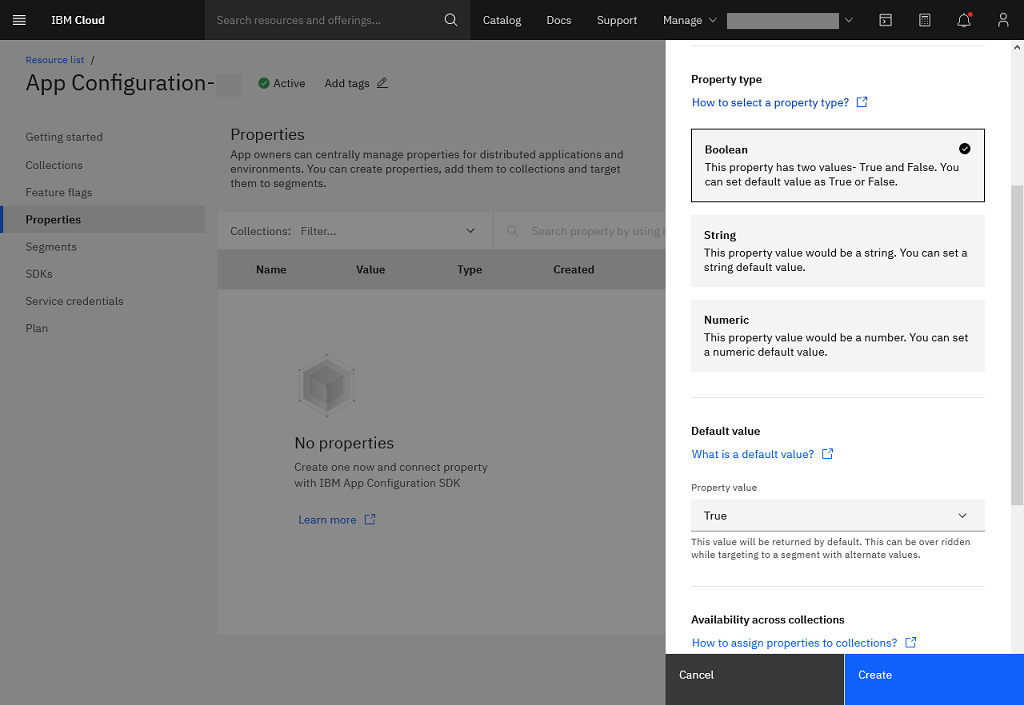 IBM Cloud
Search resources and offerings...
Catalog
Docs
Support
Manage
Resource list /
App Configuration-
Active
Add tags
Getting started
Collections
Feature flags
Properties
Segments
SDKs
Service credentials
Plan
Properties
App owners can centrally manage properties for distributed applications and
environments. You can create properties, add them to collections and target
them to segments.
Collections: Filter...
Search property by using
Name Value Type Created
No properties
Create one now and connect property
with IBM App Configuration SDK
Learn more
Property type
How to select a property type?
Boolean
This property has two values- True and False. You
can set default value as True or False.
String
This property value would be a string. You can set a
string default value.
Numeric
This property value would be a number. You can set
a numeric default value.
Default value
What is a default value?
Property value
True
This value will be returned by default. This can be over ridden
while targeting to a segment with alternate values.
Availability across collections
How to assign properties to collections?
Cancel
Create